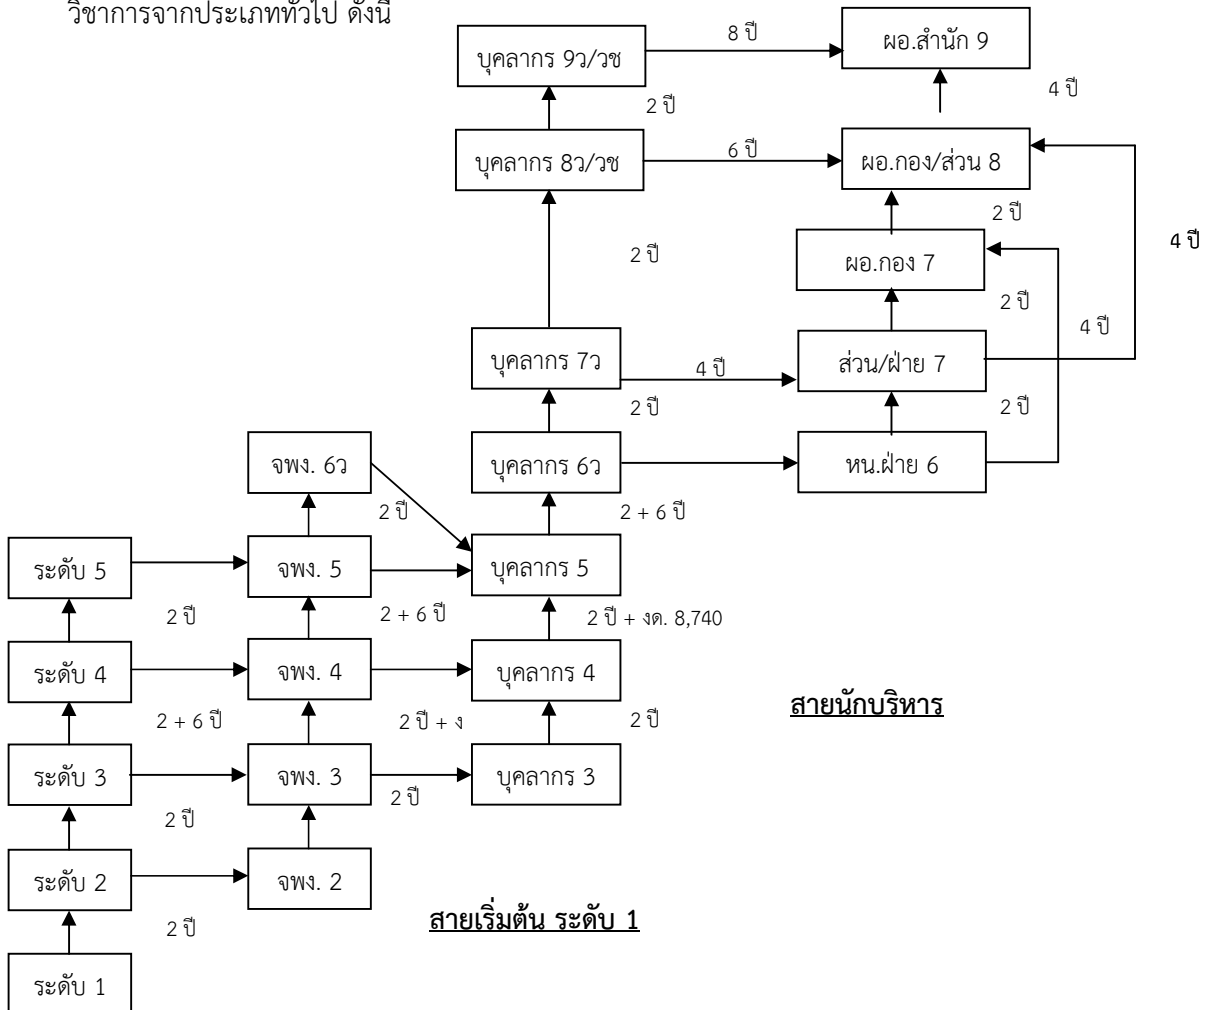 วิชาการจากประเภททั่วไป ดังนี้
8 ปี
ผอ.สำนัก 9
บุคลากร 9ว/วช
4 ปี
2 ปี
6 ปี
บุคลากร 8ว/วช
ผอ.กอง/ส่วน 8
2 ปี
4 ปี
2 ปี
ผอ.กอง 7
2 ปี
4 ปี
บุคลากร 7ว
4 ปี
ส่วน/ฝ่าย 7
2 ปี
2 ปี
จพง. 6ว
บุคลากร 6ว
หน.ฝ่าย 6
2 ปี
2 + 6 ปี
ระดับ 5
จพง. 5
บุคลากร 5
2 ปี
2 + 6 ปี
2 ปี + งด. 8,740
ระดับ 4
จพง. 4
บุคลากร 4
สายนักบริหาร
2 + 6 ปี
2 ปี + ง
2 ปี
ระดับ 3
จพง. 3
บุคลากร 3
2 ปี
2 ปี
ระดับ 2
จพง. 2
สายเริ่มต้น ระดับ 1
2 ปี
ระดับ 1